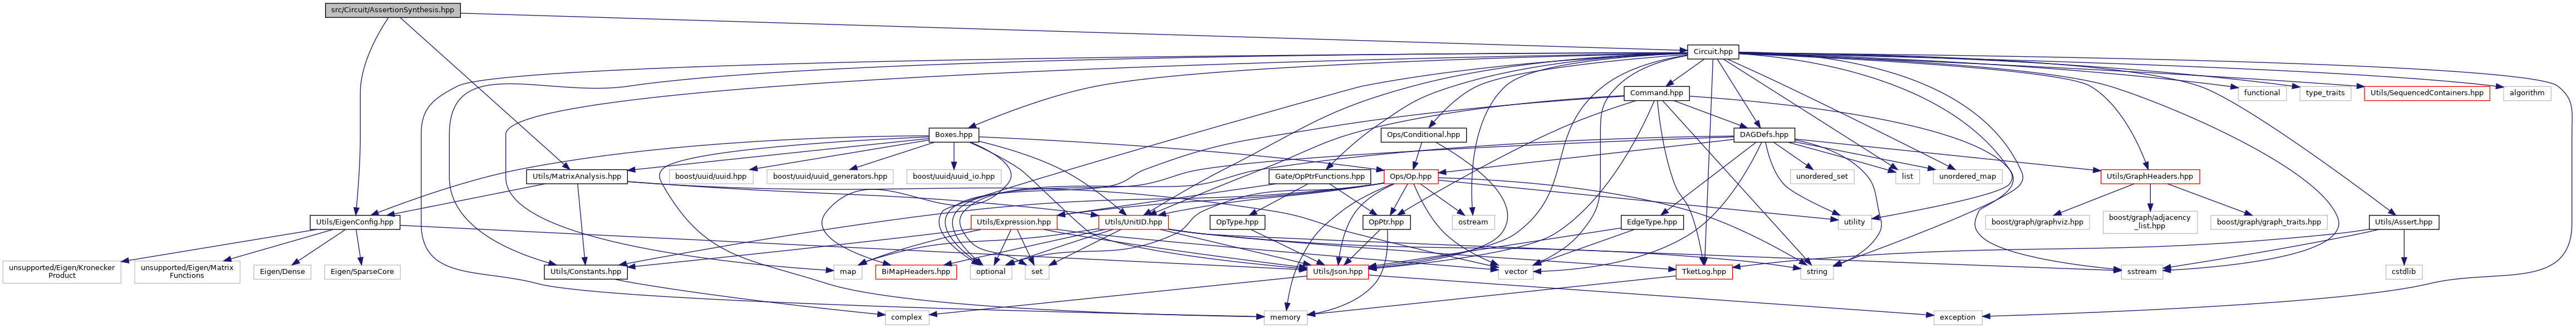 src/Circuit/AssertionSynthesis.hpp
Circuit.hpp
Command.hpp
functional
type_traits
Utils/SequencedContainers.hpp
algorithm
Boxes.hpp
Ops/Conditional.hpp
DAGDefs.hpp
Utils/MatrixAnalysis.hpp
boost/uuid/uuid.hpp
boost/uuid/uuid_generators.hpp
boost/uuid/uuid_io.hpp
Gate/OpPtrFunctions.hpp
Ops/Op.hpp
unordered_set
list
unordered_map
Utils/GraphHeaders.hpp
Utils/EigenConfig.hpp
Utils/Expression.hpp
Utils/UnitID.hpp
OpType.hpp
OpPtr.hpp
ostream
EdgeType.hpp
utility
boost/graph/graphviz.hpp
boost/graph/adjacency
_list.hpp
boost/graph/graph_traits.hpp
Utils/Assert.hpp
unsupported/Eigen/Kronecker
Product
unsupported/Eigen/Matrix
Functions
Eigen/Dense
Eigen/SparseCore
Utils/Constants.hpp
map
BiMapHeaders.hpp
optional
set
Utils/Json.hpp
vector
TketLog.hpp
string
sstream
cstdlib
complex
memory
exception